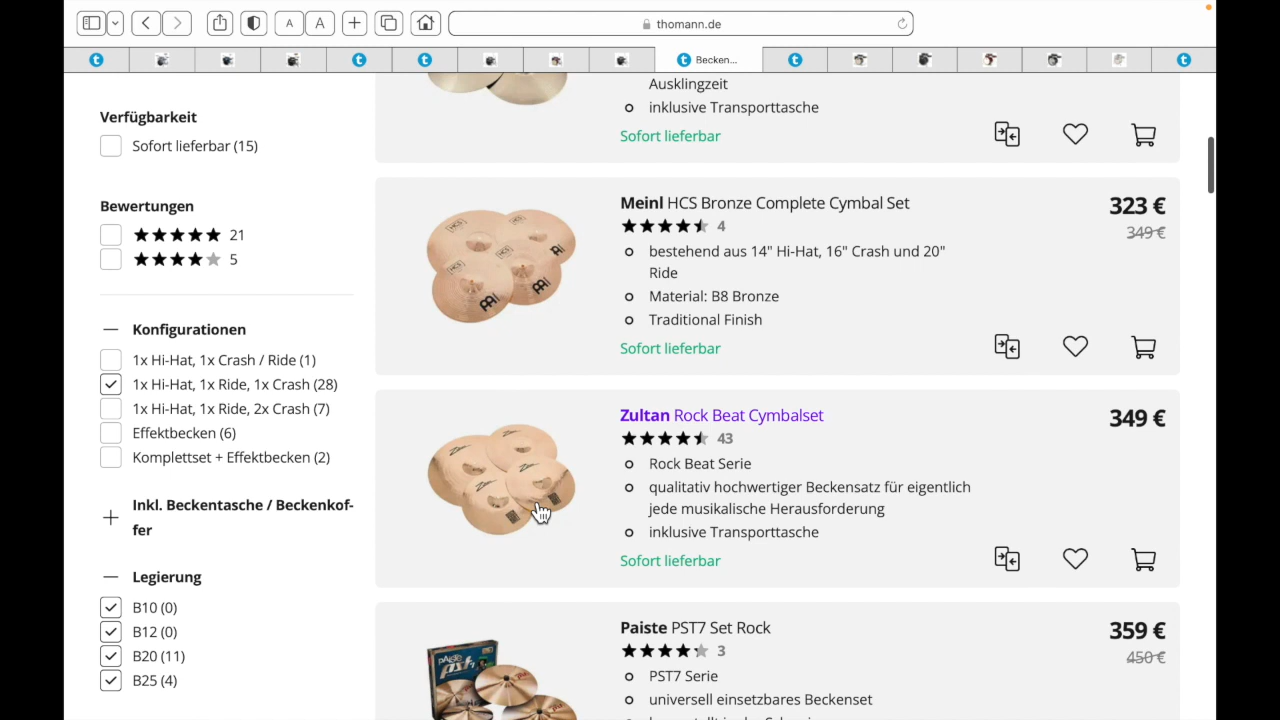 A A thomann.de
Becken...
Verfügbarkeit
Sofort lieferbar (15)
Bewertungen
21
5
Konfigurationen
1x Hi-Hat, 1x Crash / Ride (1)
1x Hi-Hat, 1x Ride, 1x Crash (28)
1x Hi-Hat, 1x Ride, 2x Crash (7)
Effektbecken (6)
Komplettset + Effektbecken (2)
Inkl. Beckentasche / Beckenkof-
fer
Legierung
B10 (0)
B12 (0)
B20 (11)
B25 (4)
Ausklingzeit
inklusive Transporttasche
Sofort lieferbar
Meinl HCS Bronze Complete Cymbal Set
4
bestehend aus 14" Hi-Hat, 16" Crash und 20"
Ride
Material: B8 Bronze
Traditional Finish
Sofort lieferbar
323 €
349 €
Zultan Rock Beat Cymbalset
43
Rock Beat Serie
qualitativ hochwertiger Beckensatz für eigentlich
jede musikalische Herausforderung
inklusive Transporttasche
Sofort lieferbar
349 €
Paiste PST7 Set Rock
3
PST7 Serie
universell einsetzbares Beckenset
359 €
450 €